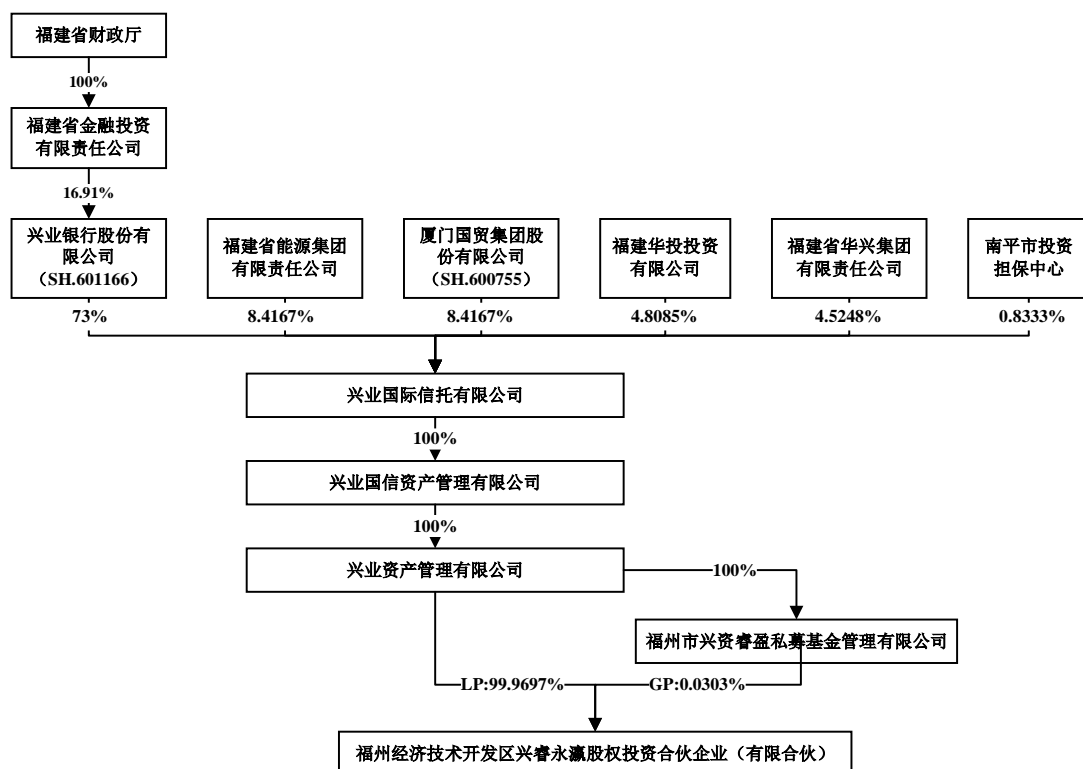 福建省财政厅
100%
福建省金融投资
有限责任公司
16.91%
兴业银行股份有
限公司
（SH.601166）
福建省能源集团
有限责任公司
厦门国贸集团股
份有限公司
（SH.600755）
福建华投投资
有限公司
福建省华兴集团
有限责任公司
南平市投资
担保中心
73%
8.4167%
8.4167%
4.8085%
4.5248%
0.8333%
兴业国际信托有限公司
100%
兴业国信资产管理有限公司
100%
兴业资产管理有限公司
100%
福州市兴资睿盈私募基金管理有限公司
LP:99.9697%
GP:0.0303%
福州经济技术开发区兴睿永瀛股权投资合伙企业（有限合伙）